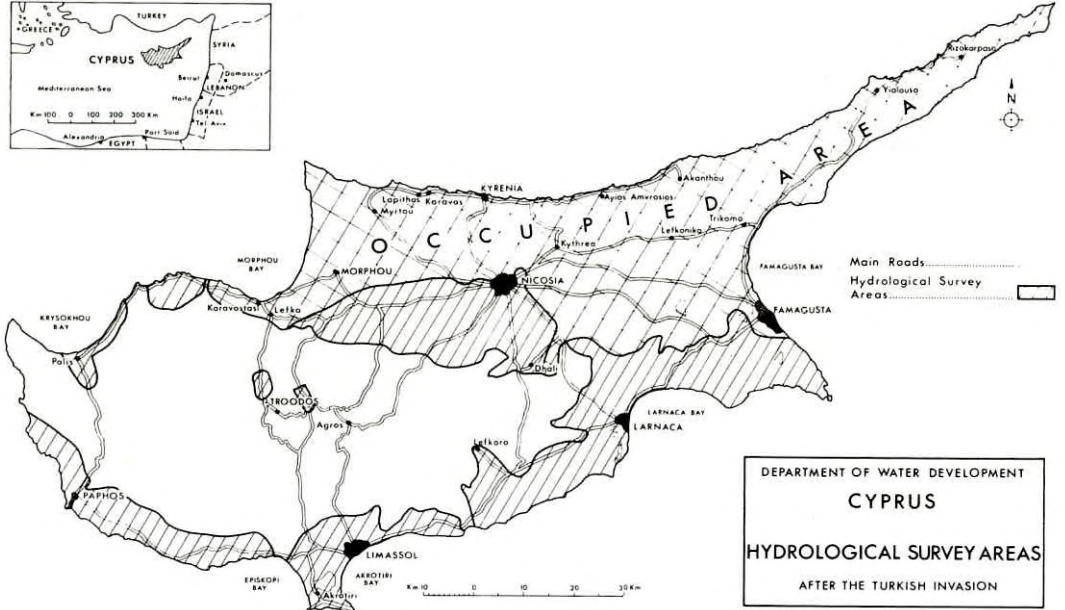 TURKEY
GREECE
SYRIA
CYPRUS
Beirut
Damascus
LEBANON
Mediterranean Sea
Haifa
ISRAEL
Tel Aviv
Km 100 0 100 200 300 Km
Alexandria
Port Said
EGYPT
Rizokarpaso
Yialousa
N
OCCUPIED AREA
Akanthou
KYRENIA
Lapithos
Karavas
Ayios Amvrosios
Myrtou
Trikomo
Lefkoniko
Kythrea
MORPHOU
BAY
MORPHOU
NICOSIA
FAMAGUSTA BAY
Main Roads
Hydrological Survey
Areas
Karavostasi
Lefka
FAMAGUSTA
KRYSOKHOU
BAY
Polis
Dhali
TROODOS
Agros
LARNACA BAY
LARNACA
Lefkara
PAPHOS
LIMASSOL
EPISKOPI
BAY
AKROTIRI
BAY
Akrotiri
Km 10 0 10 20 30 Km
DEPARTMENT OF WATER DEVELOPMENT
CYPRUS
HYDROLOGICAL SURVEY AREAS
AFTER THE TURKISH INVASION